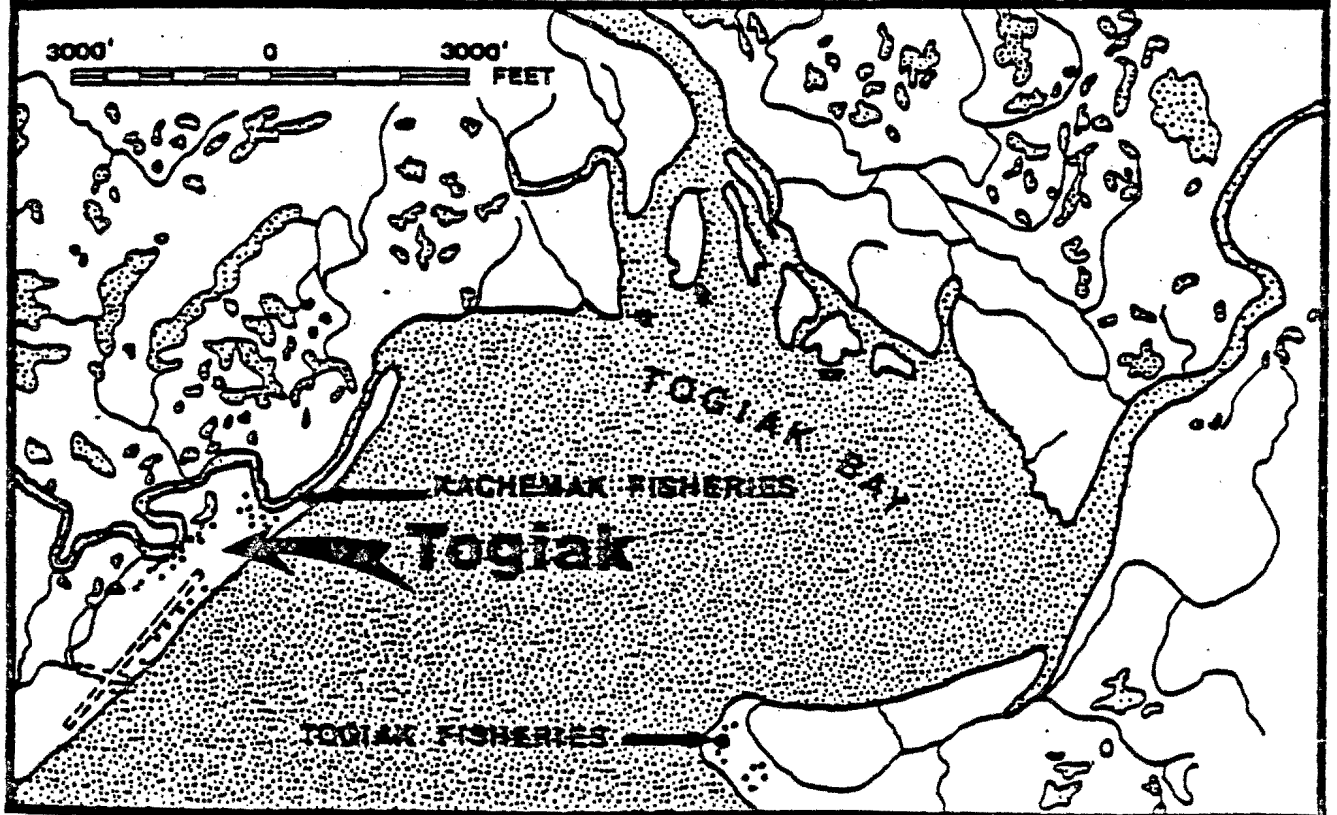 3000' 0 3000'
FEET
TOGIAK BAY
KACHEMAK FISHERIES
Togiak
TOGIAK FISHERIES